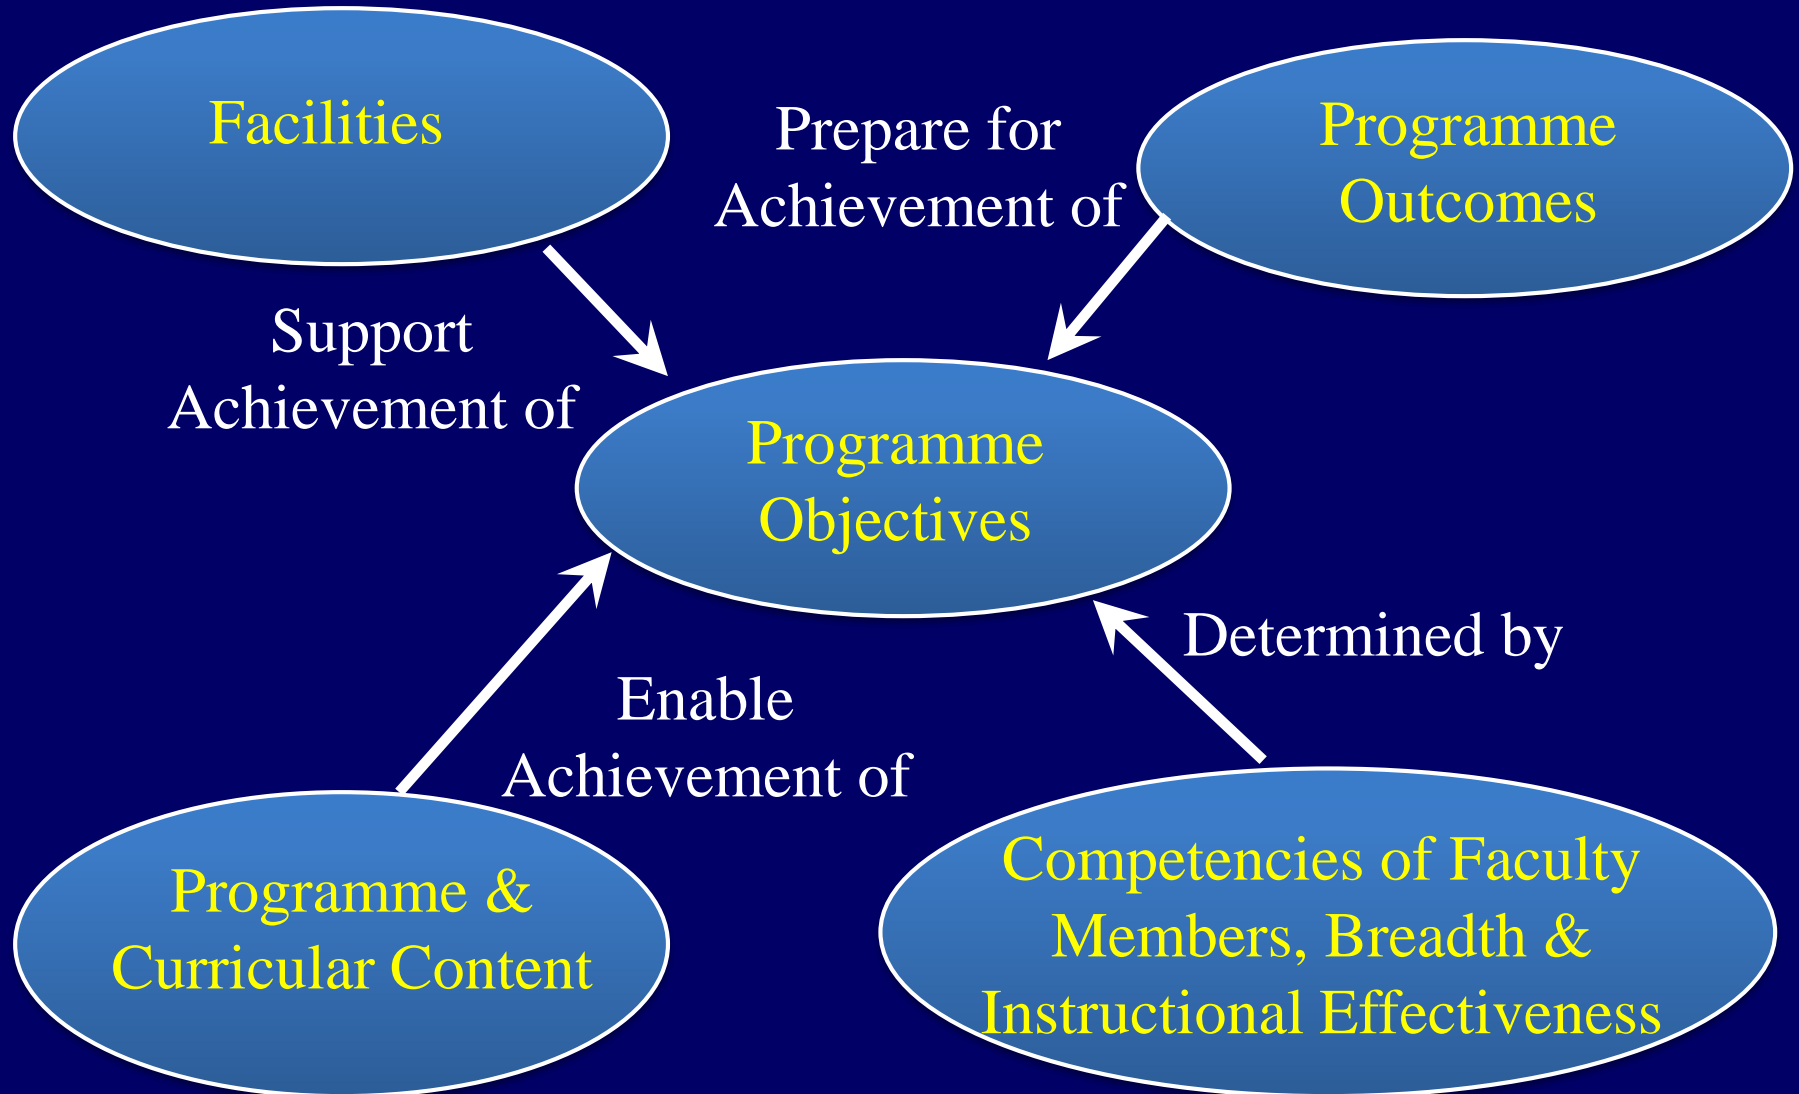 Facilities
Prepare for
Achievement of
Programme
Outcomes
Support
Achievement of
Programme
Objectives
Determined by
Enable
Achievement of
Programme &
Curricular Content
Competencies of Faculty
Members, Breadth &
Instructional Effectiveness